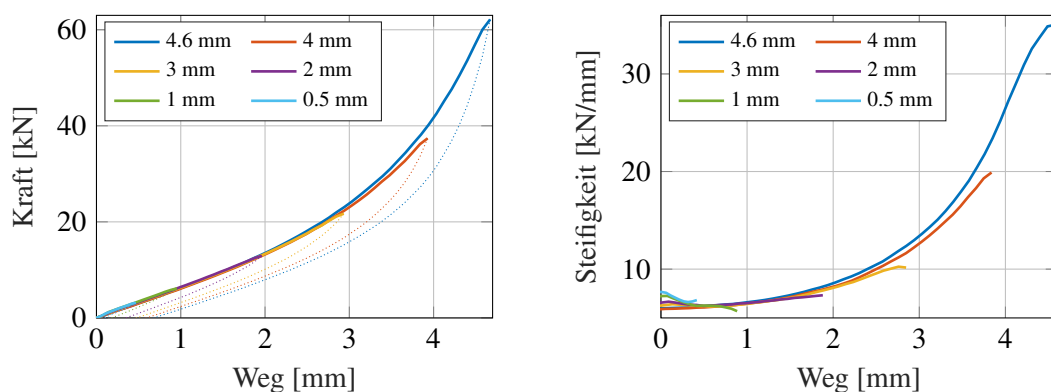 60
40
20
0
0 1 2 3 4
Kraft [kN]
Weg [mm]
4.6 mm 4 mm
3 mm 2 mm
1 mm 0.5 mm
30
20
10
0 1 2 3 4
Steifigkeit [kN/mm]
Weg [mm]
4.6 mm 4 mm
3 mm 2 mm
1 mm 0.5 mm